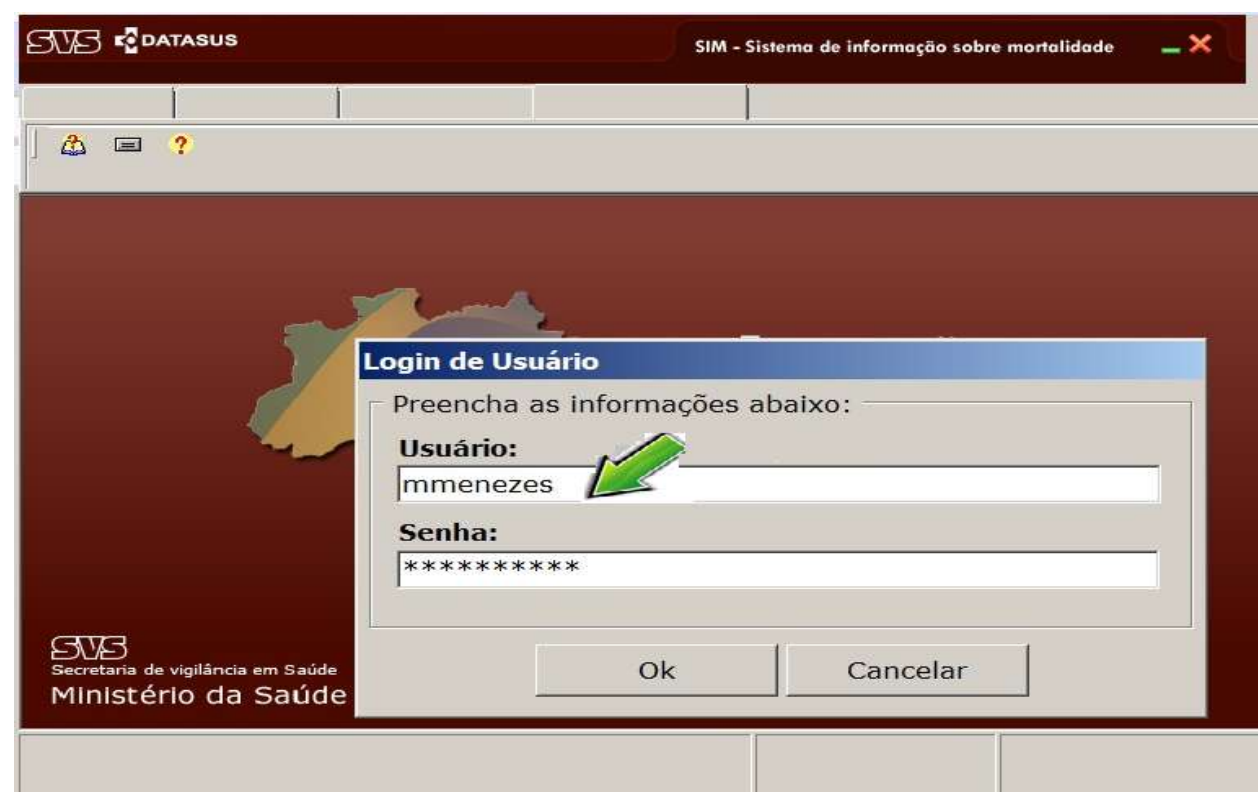 SVS DATASUS
SIM - Sistema de informação sobre mortalidade
Login de Usuário
Preencha as informações abaixo:
Usuário:
mmenezes
Senha:
**********
Ok Cancelar
SVS
Secretaria de vigilância em Saúde
Ministério da Saúde